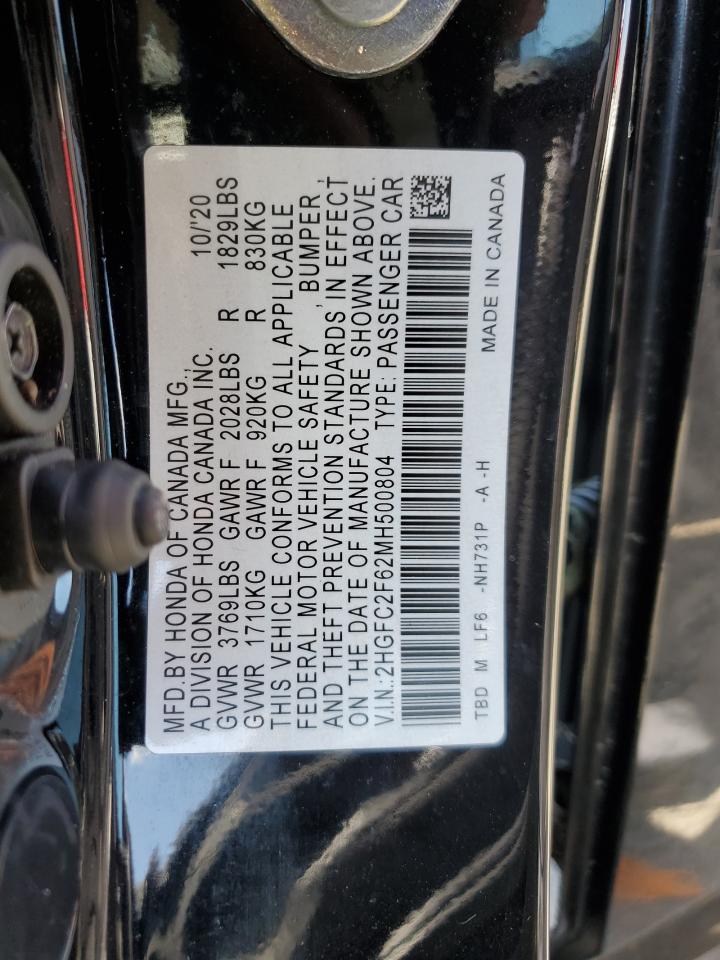 MFD.BY HONDA OF CANADA MFG., 10/'20
A DIVISION OF HONDA CANADA INC.
GVWR 3769LBS GAWR F 2028LBS R 1829LBS
GVWR 1710KG GAWR F 920KG R 830KG
THIS VEHICLE CONFORMS TO ALL APPLICABLE
FEDERAL MOTOR VEHICLE SAFETY , BUMPER ,
AND THEFT PREVENTION STANDARDS IN EFFECT
ON THE DATE OF MANUFACTURE SHOWN ABOVE.
V.I.N.:2HGFC2F62MH500804 TYPE: PASSENGER CAR
TBD M LF6 -NH731P -A -H MADE IN CANADA